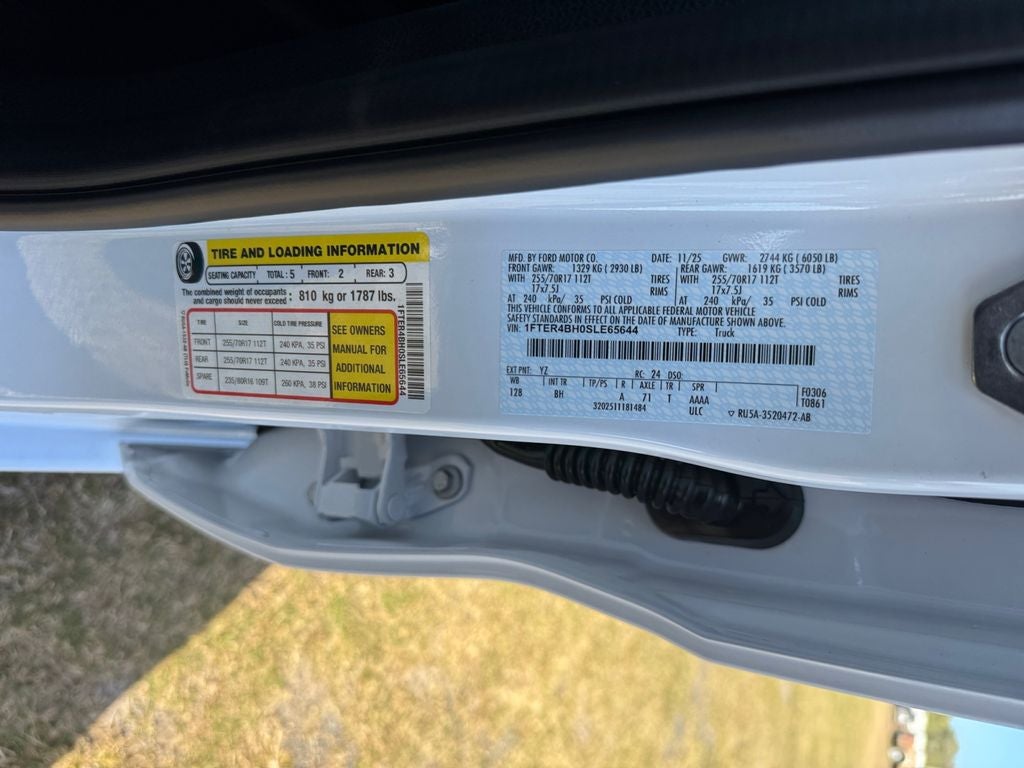 TIRE AND LOADING INFORMATION
SEATING CAPACITY TOTAL: 5 FRONT: 2 REAR: 3
The combined weight of occupants
and cargo should never exceed: 810 kg or 1787 lbs.
TIRE SIZE COLD TIRE PRESSURE
FRONT 255/70R17 112T 240 KPA, 35 PSI
REAR 255/70R17 112T 240 KPA, 35 PSI
SPARE 235/80R16 109T 260 KPA, 38 PSI
SEE OWNERS
MANUAL FOR
ADDITIONAL
INFORMATION
1FTER4BH0SLE65644
MFD. BY FORD MOTOR CO. DATE: 11/25 GVWR: 2744 KG ( 6050 LB)
FRONT GAWR: 1329 KG ( 2930 LB) REAR GAWR: 1619 KG ( 3570 LB)
WITH 255/70R17 112T TIRES WITH 255/70R17 112T TIRES
17x7.5J RIMS 17x7.5J RIMS
AT 240 kPa/ 35 PSI COLD AT 240 kPa/ 35 PSI COLD
THIS VEHICLE CONFORMS TO ALL APPLICABLE FEDERAL MOTOR VEHICLE
SAFETY STANDARDS IN EFFECT ON THE DATE OF MANUFACTURE SHOWN ABOVE.
VIN: 1FTER4BH0SLE65644 TYPE: Truck
EXT PNT: YZ RC: 24 DSO:
WB INT TR TP/PS R AXLE TR SPR F0306
128 BH A 71 T AAAA T0861
3202511181484 ULC ▽ RU5A-3520472-AB